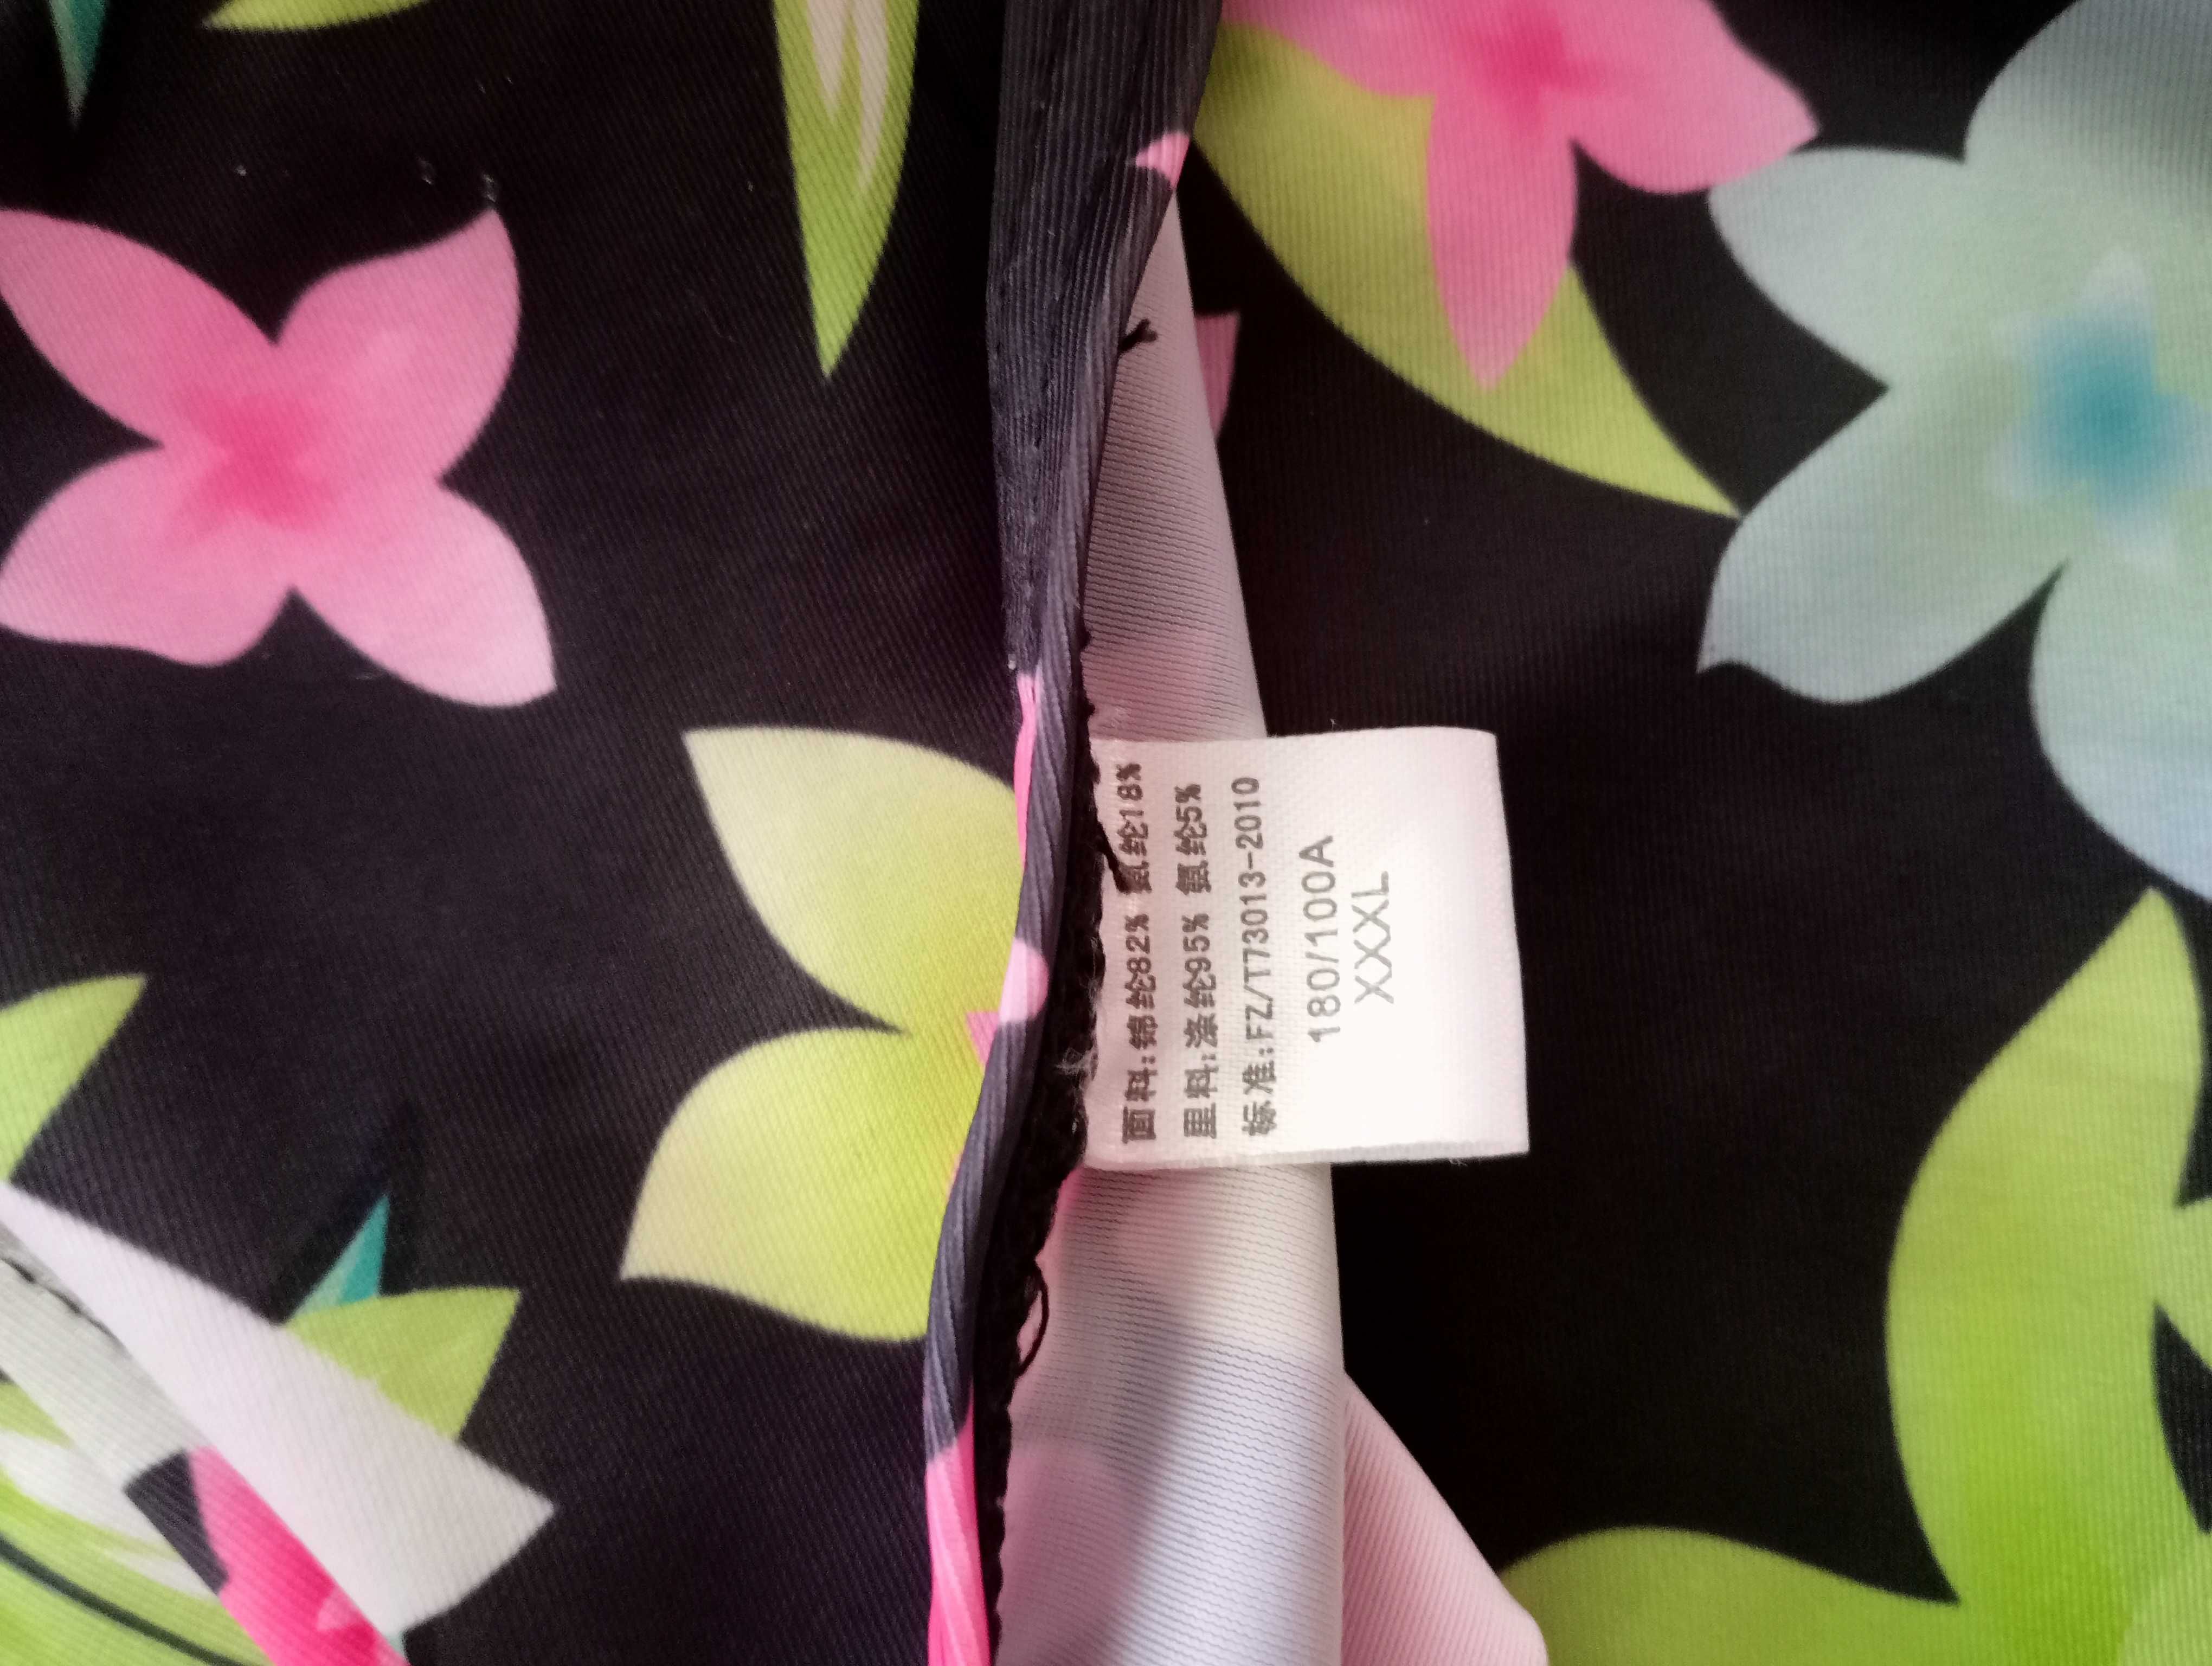 面料:锦纶82% 氨纶18%
里料:涤纶95% 氨纶5%
标准:FZ/T73013-2010
180/100A
XXXL